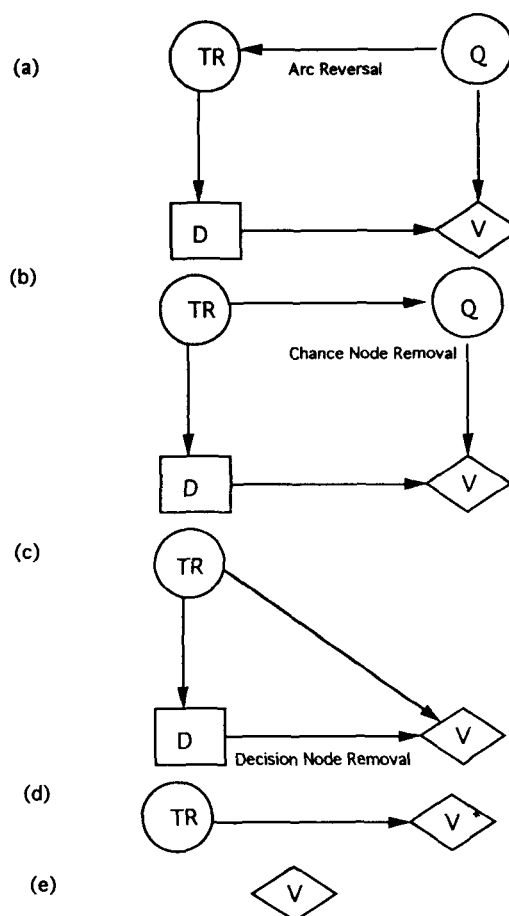 (a)
TR
Q
Arc Reversal
D
V
(b)
TR
Q
Chance Node Removal
D
V
(c)
TR
D
V
Decision Node Removal
(d)
TR
V*
(e)
V